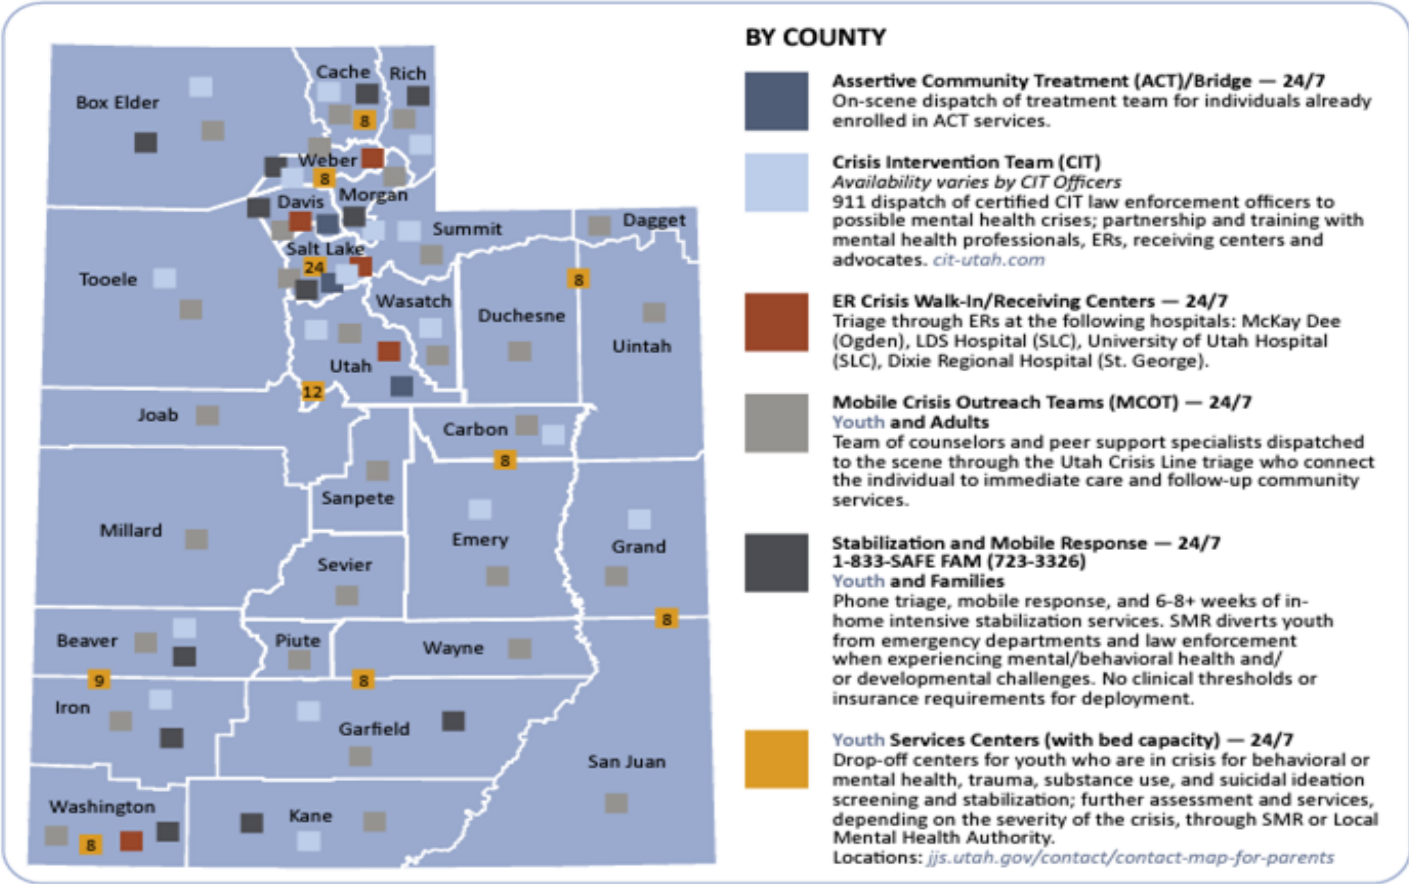 Cache
Rich
Box Elder
8
Weber
8
Morgan
Davis
Summit
Dagget
Salt Lake
24
Tooele
8
Wasatch
Duchesne
Uintah
Utah
12
Joab
Carbon
8
Sanpete
Millard
Emery
Grand
Sevier
8
Beaver
Piute
Wayne
9
8
Iron
Garfield
San Juan
Washington
Kane
8
BY COUNTY
Assertive Community Treatment (ACT)/Bridge — 24/7
On-scene dispatch of treatment team for individuals already
enrolled in ACT services.
Crisis Intervention Team (CIT)
Availability varies by CIT Officers
911 dispatch of certified CIT law enforcement officers to
possible mental health crises; partnership and training with
mental health professionals, ERs, receiving centers and
advocates. cit-utah.com
ER Crisis Walk-In/Receiving Centers — 24/7
Triage through ERs at the following hospitals: McKay Dee
(Ogden), LDS Hospital (SLC), University of Utah Hospital
(SLC), Dixie Regional Hospital (St. George).
Mobile Crisis Outreach Teams (MCOT) — 24/7
Youth and Adults
Team of counselors and peer support specialists dispatched
to the scene through the Utah Crisis Line triage who connect
the individual to immediate care and follow-up community
services.
Stabilization and Mobile Response — 24/7
1-833-SAFE FAM (723-3326)
Youth and Families
Phone triage, mobile response, and 6-8+ weeks of in-
home intensive stabilization services. SMR diverts youth
from emergency departments and law enforcement
when experiencing mental/behavioral health and/
or developmental challenges. No clinical thresholds or
insurance requirements for deployment.
Youth Services Centers (with bed capacity) — 24/7
Drop-off centers for youth who are in crisis for behavioral or
mental health, trauma, substance use, and suicidal ideation
screening and stabilization; further assessment and services,
depending on the severity of the crisis, through SMR or Local
Mental Health Authority.
Locations: jjs.utah.gov/contact/contact-map-for-parents